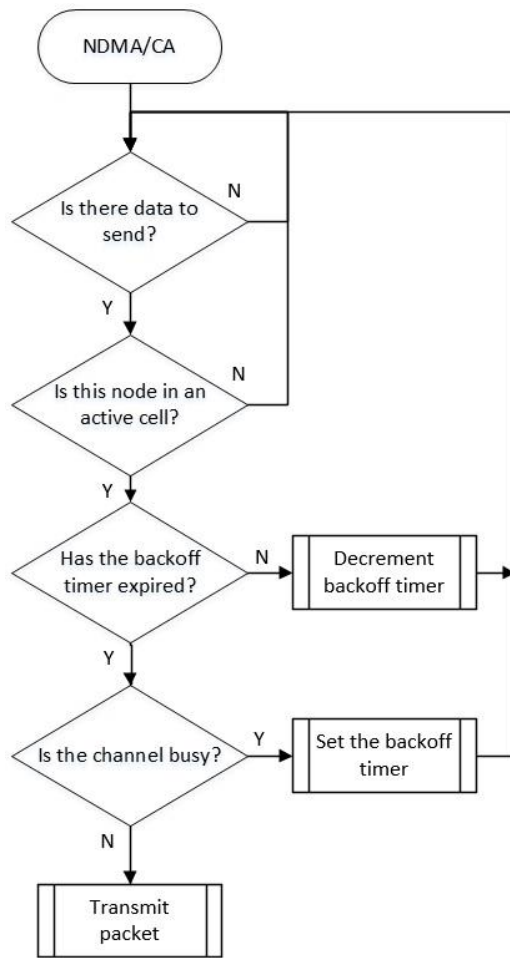 NDMA/CA
Is there data to
send?
N
Y
Is this node in an
active cell?
N
Y
Has the backoff
timer expired?
N
Decrement
backoff timer
Y
Is the channel busy?
Y
Set the backoff
timer
N
Transmit
packet